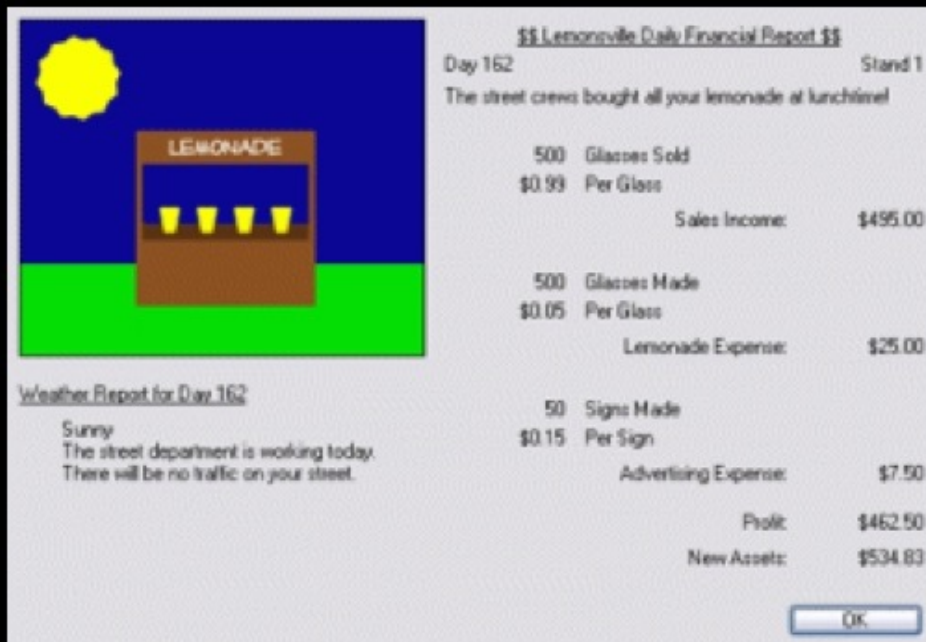 LEMONADE
Weather Report for Day 162
Sunny
The street department is working today.
There will be no traffic on your street.
$$ Lemonsville Daily Financial Report $$
Day 162 Stand 1
The street crews bought all your lemonade at lunchtime!
500 Glasses Sold
$0.99 Per Glass
Sales Income: $495.00
500 Glasses Made
$0.05 Per Glass
Lemonade Expense: $25.00
50 Signs Made
$0.15 Per Sign
Advertising Expense: $7.50
Profit: $462.50
New Assets: $534.83
OK